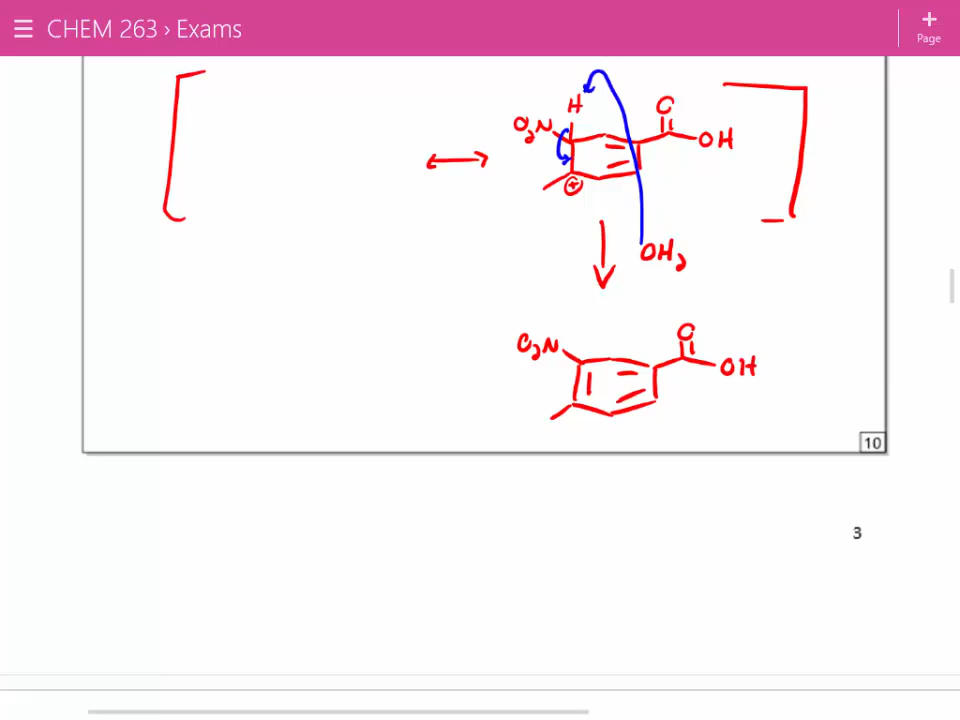 CHEM 263 › Exams
+
Page
H
O₂N
O
OH
⊕
OH₂
O₂N
O
OH
10
3